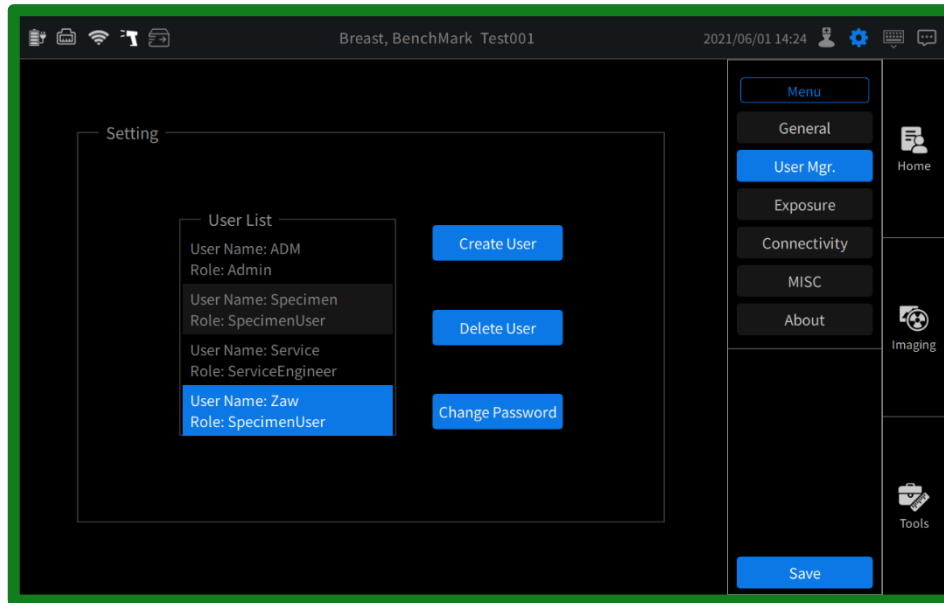 Breast, BenchMark Test001
2021/06/01 14:24
Setting
User List
User Name: ADM
Role: Admin
User Name: Specimen
Role: SpecimenUser
User Name: Service
Role: ServiceEngineer
User Name: Zaw
Role: SpecimenUser
Create User
Delete User
Change Password
Menu
General
User Mgr.
Exposure
Connectivity
MISC
About
Save
Home
Imaging
Tools